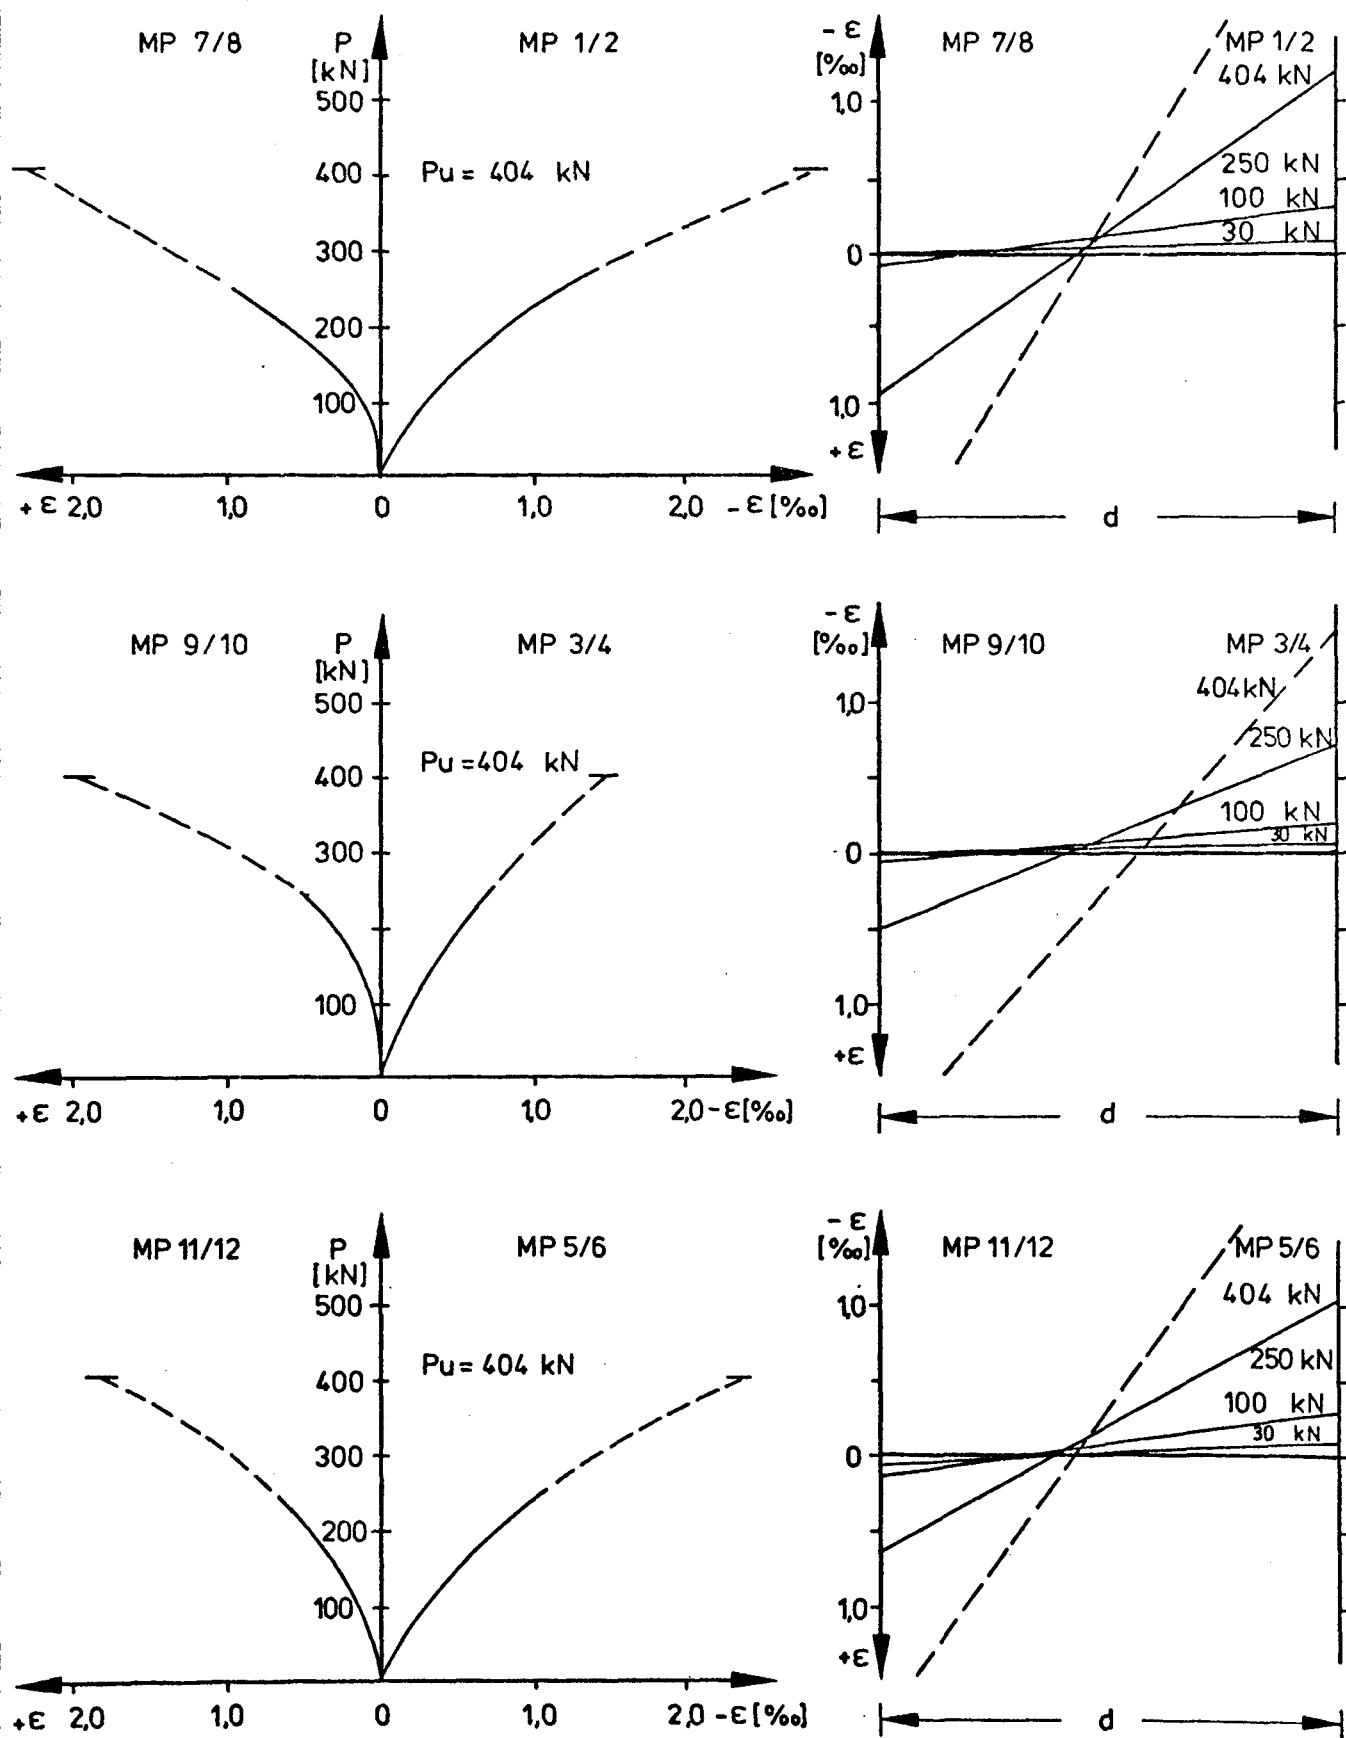 MP 7/8 P MP 1/2
[kN]
500
400 Pu = 404 kN
300
200
100
+ε 2,0 1,0 0 1,0 2,0 -ε [‰]
-ε MP 7/8 MP 1/2
[‰] 404 kN
1,0
250 kN
100 kN
30 kN
0
1,0
+ε
d
MP 9/10 P MP 3/4
[kN]
500
Pu = 404 kN
400
300
100
+ε 2,0 1,0 0 1,0 2,0 -ε [‰]
-ε
[‰] MP 9/10 MP 3/4
404 kN
1,0
250 kN
100 kN
30 kN
0
1,0
+ε
d
MP 11/12 P MP 5/6
[kN]
500
Pu = 404 kN
400
300
200
100
+ε 2,0 1,0 0 1,0 2,0 -ε [‰]
-ε
[‰] MP 11/12 MP 5/6
404 kN
1,0
250 kN
100 kN
30 kN
0
1,0
+ε
d